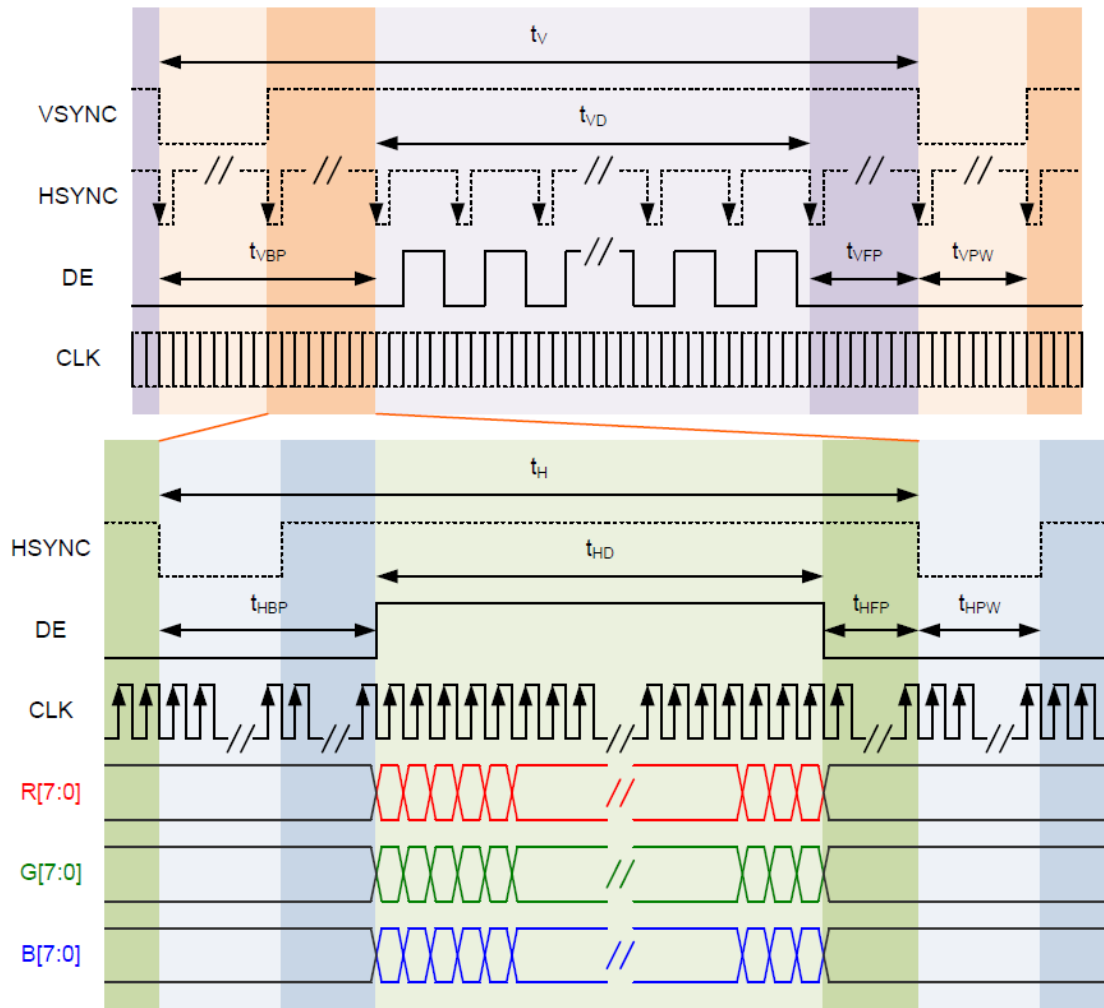 tV
VSYNC
tVD
HSYNC
tVBP
tVFP
tVPW
DE
CLK
tH
HSYNC
tHD
tHBP
tHFP
tHPW
DE
CLK
R[7:0]
G[7:0]
B[7:0]